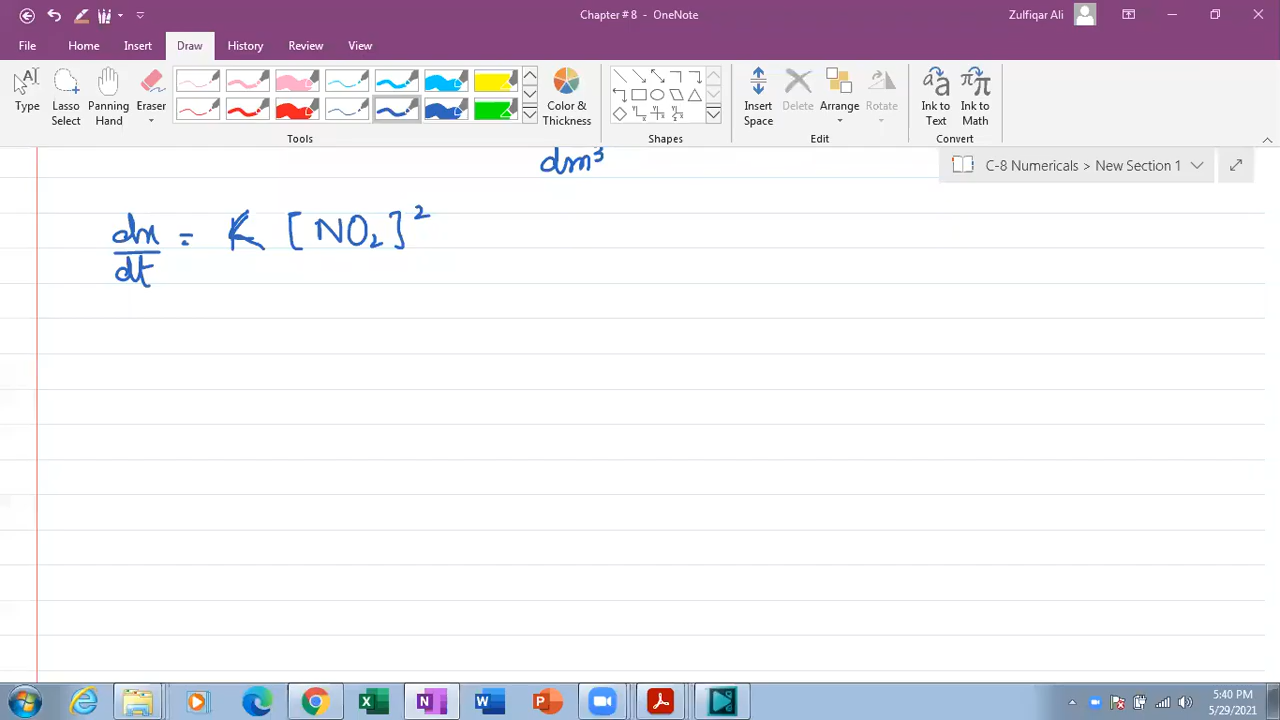 Chapter # 8 - OneNote
Zulfiqar Ali
File Home Insert Draw History Review View
Type
Lasso Select
Panning Hand
Eraser
Color & Thickness
Insert Space
Delete
Arrange
Rotate
Ink to Text
Ink to Math
Tools
Shapes
Edit
Convert
C-8 Numericals > New Section 1
dm³
dx/dt = K [NO₂]²
5:40 PM
5/29/2021